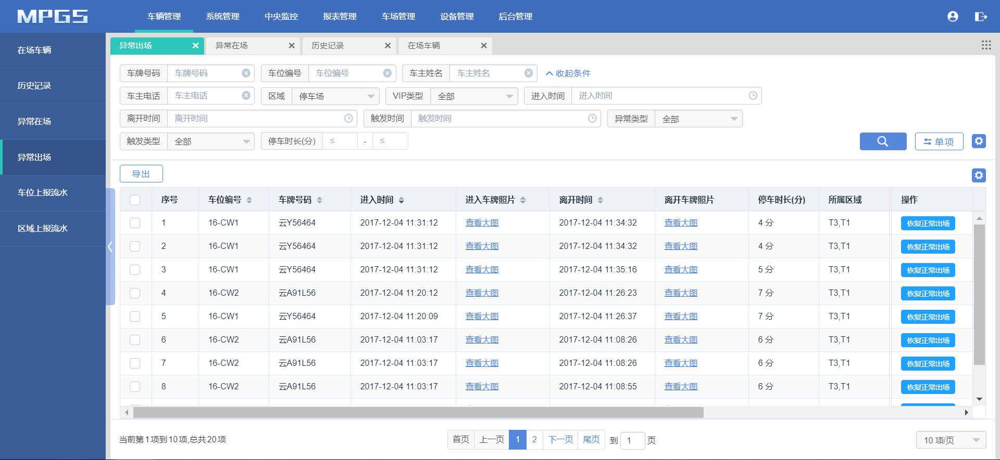 MPGS 车辆管理 系统管理 中央监控 报表管理 车场管理 设备管理 后台管理
在场车辆
历史记录
异常在场
异常出场
车位上报流水
区域上报流水
异常出场 异常在场 历史记录 在场车辆
车牌号码 车牌号码 车位编号 车位编号 车主姓名 车主姓名 收起条件
车主电话 车主电话 区域 停车场 VIP类型 全部 进入时间 进入时间
离开时间 离开时间 触发时间 触发时间 异常类型 全部
触发类型 全部 停车时长(分) ≤ - ≤ 单项
导出
序号 车位编号 车牌号码 进入时间 进入车牌照片 离开时间 离开车牌照片 停车时长(分) 所属区域 操作
1 16-CW1 云Y56464 2017-12-04 11:31:12 查看大图 2017-12-04 11:34:32 查看大图 4 分 T3,T1 恢复正常出场
2 16-CW1 云Y56464 2017-12-04 11:31:12 查看大图 2017-12-04 11:34:32 查看大图 4 分 T3,T1 恢复正常出场
3 16-CW1 云Y56464 2017-12-04 11:31:12 查看大图 2017-12-04 11:35:16 查看大图 5 分 T3,T1 恢复正常出场
4 16-CW2 云A91L56 2017-12-04 11:20:12 查看大图 2017-12-04 11:26:23 查看大图 7 分 T3,T1 恢复正常出场
5 16-CW1 云Y56464 2017-12-04 11:20:09 查看大图 2017-12-04 11:26:37 查看大图 7 分 T3,T1 恢复正常出场
6 16-CW2 云A91L56 2017-12-04 11:03:17 查看大图 2017-12-04 11:08:26 查看大图 6 分 T3,T1 恢复正常出场
7 16-CW2 云A91L56 2017-12-04 11:03:17 查看大图 2017-12-04 11:08:26 查看大图 6 分 T3,T1 恢复正常出场
8 16-CW2 云A91L56 2017-12-04 11:03:17 查看大图 2017-12-04 11:08:55 查看大图 6 分 T3,T1 恢复正常出场
当前第1项到10项,总共20项 首页 上一页 1 2 下一页 尾页 到 1 页 10 项/页